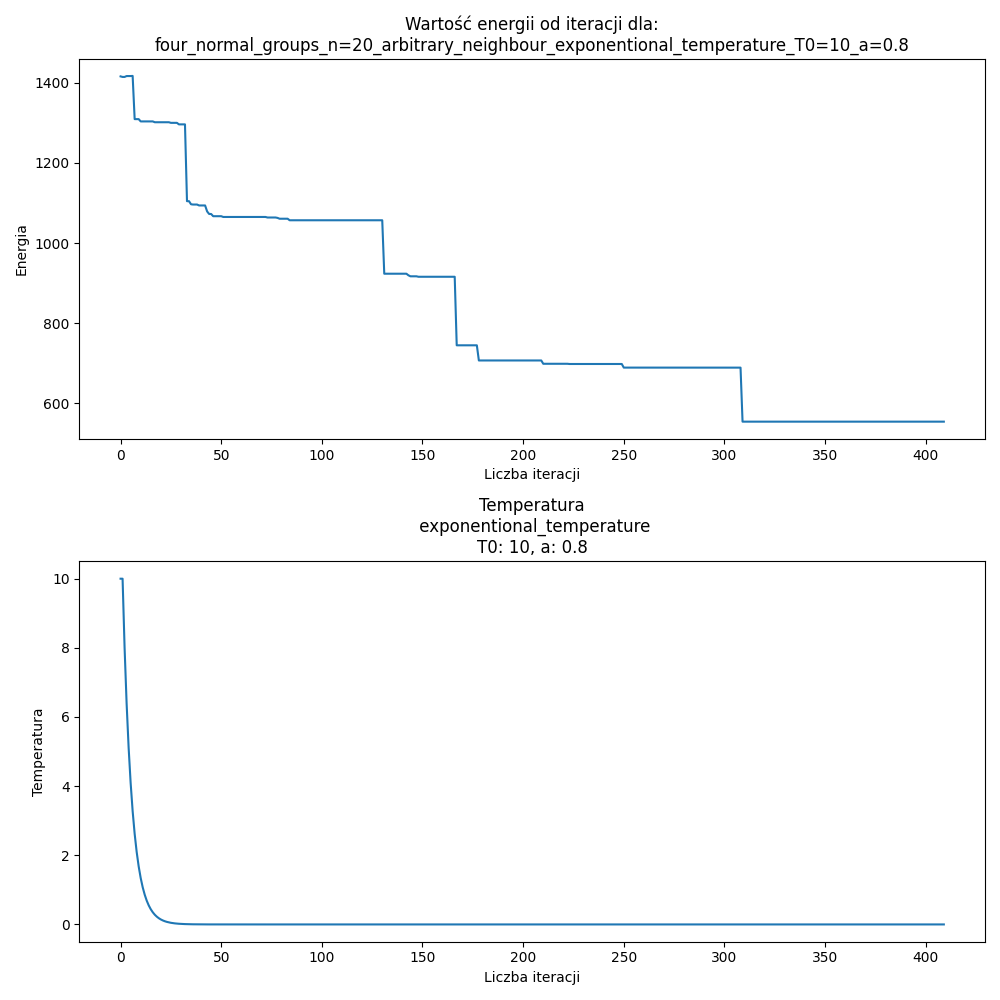 Wartość energii od iteracji dla:
four_normal_groups_n=20_arbitrary_neighbour_exponentional_temperature_T0=10_a=0.8
1400
1200
1000
800
600
Energia
0 50 100 150 200 250 300 350 400
Liczba iteracji
Temperatura
exponentional_temperature
T0: 10, a: 0.8
10
8
6
4
2
0
Temperatura
0 50 100 150 200 250 300 350 400
Liczba iteracji